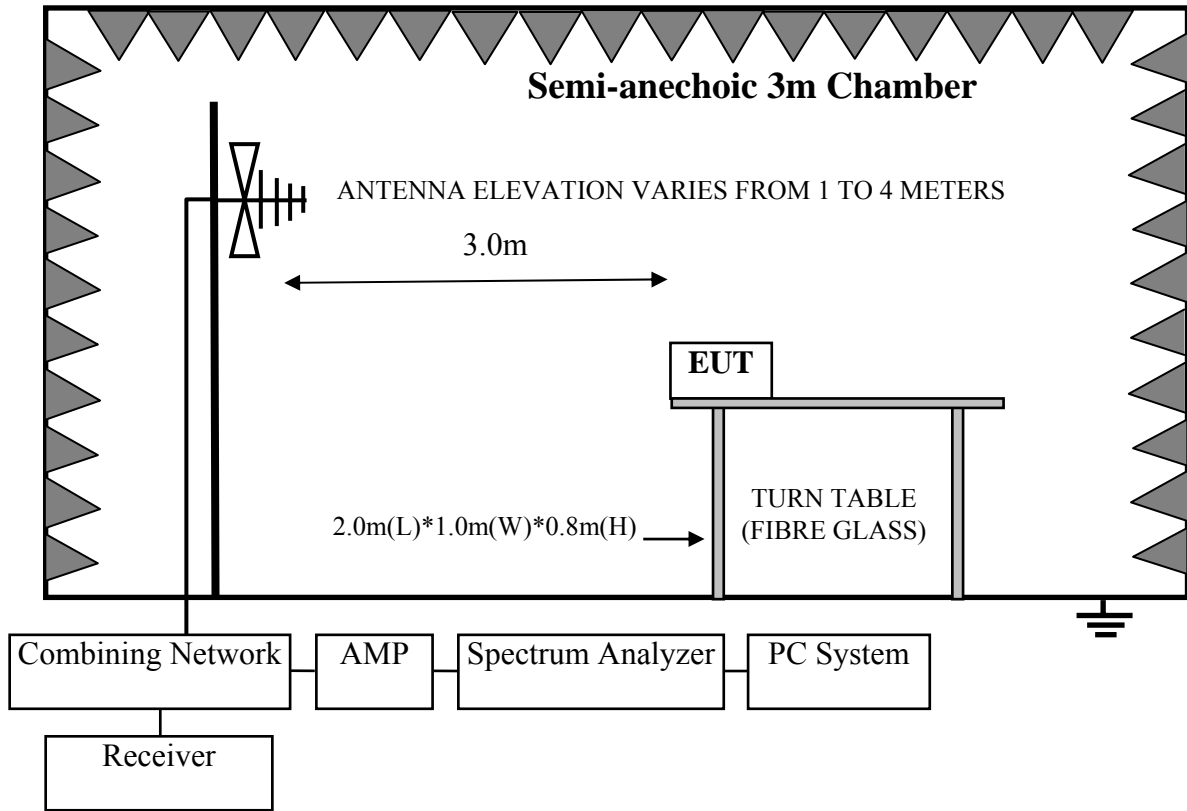 Semi-anechoic 3m Chamber
ANTENNA ELEVATION VARIES FROM 1 TO 4 METERS
3.0m
EUT
TURN TABLE
(FIBRE GLASS)
2.0m(L)*1.0m(W)*0.8m(H)
Combining Network
AMP
Spectrum Analyzer
PC System
Receiver